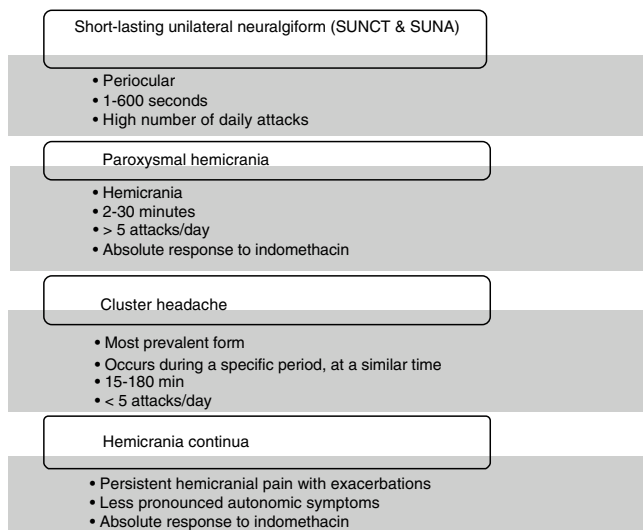 Short-lasting unilateral neuralgiform (SUNCT & SUNA)
• Periocular
• 1-600 seconds
• High number of daily attacks
Paroxysmal hemicrania
• Hemicrania
• 2-30 minutes
• > 5 attacks/day
• Absolute response to indomethacin
Cluster headache
• Most prevalent form
• Occurs during a specific period, at a similar time
• 15-180 min
• < 5 attacks/day
Hemicrania continua
• Persistent hemicranial pain with exacerbations
• Less pronounced autonomic symptoms
• Absolute response to indomethacin